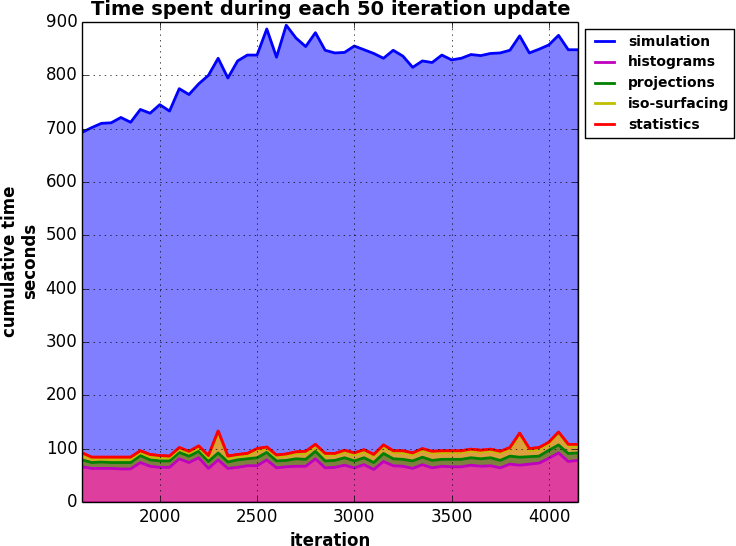 Time spent during each 50 iteration update
900
800
700
600
500
400
300
200
100
0
cumulative time
seconds
2000 2500 3000 3500 4000
iteration
simulation
histograms
projections
iso-surfacing
statistics